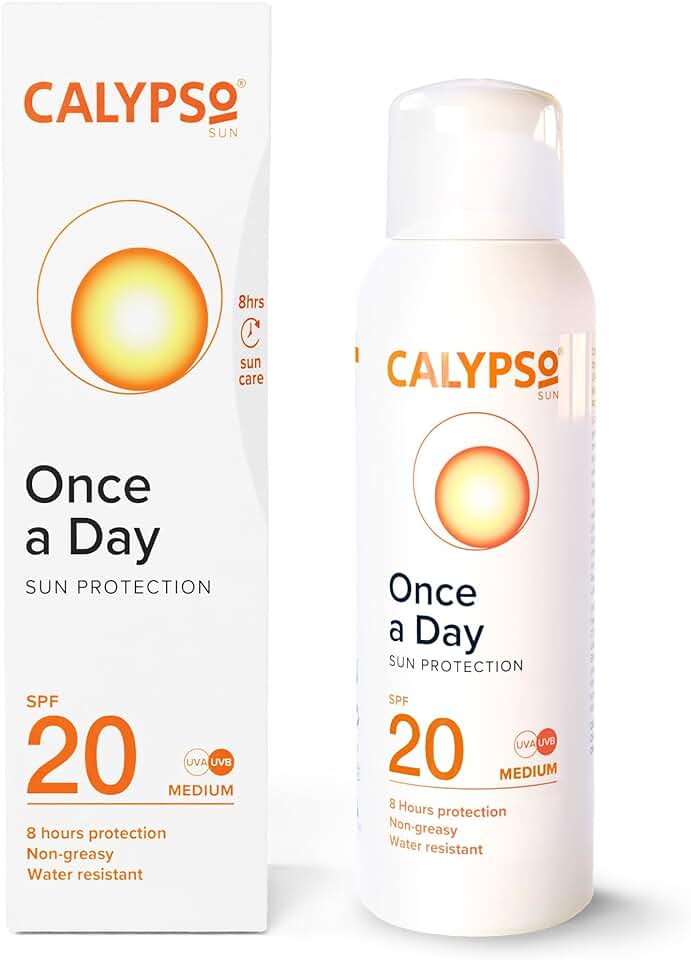 CALYPSO®
SUN
8hrs
sun
care
Once
a Day
SUN PROTECTION
SPF
20
UVA UVB
MEDIUM
8 hours protection
Non-greasy
Water resistant
CALYPSO®
SUN
Once
a Day
SUN PROTECTION
SPF
20
UVA UVB
MEDIUM
8 Hours protection
Non-greasy
Water resistant